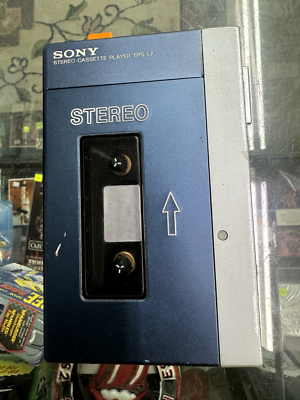 SONY
STEREO CASSETTE PLAYER TPS-L2
STEREO